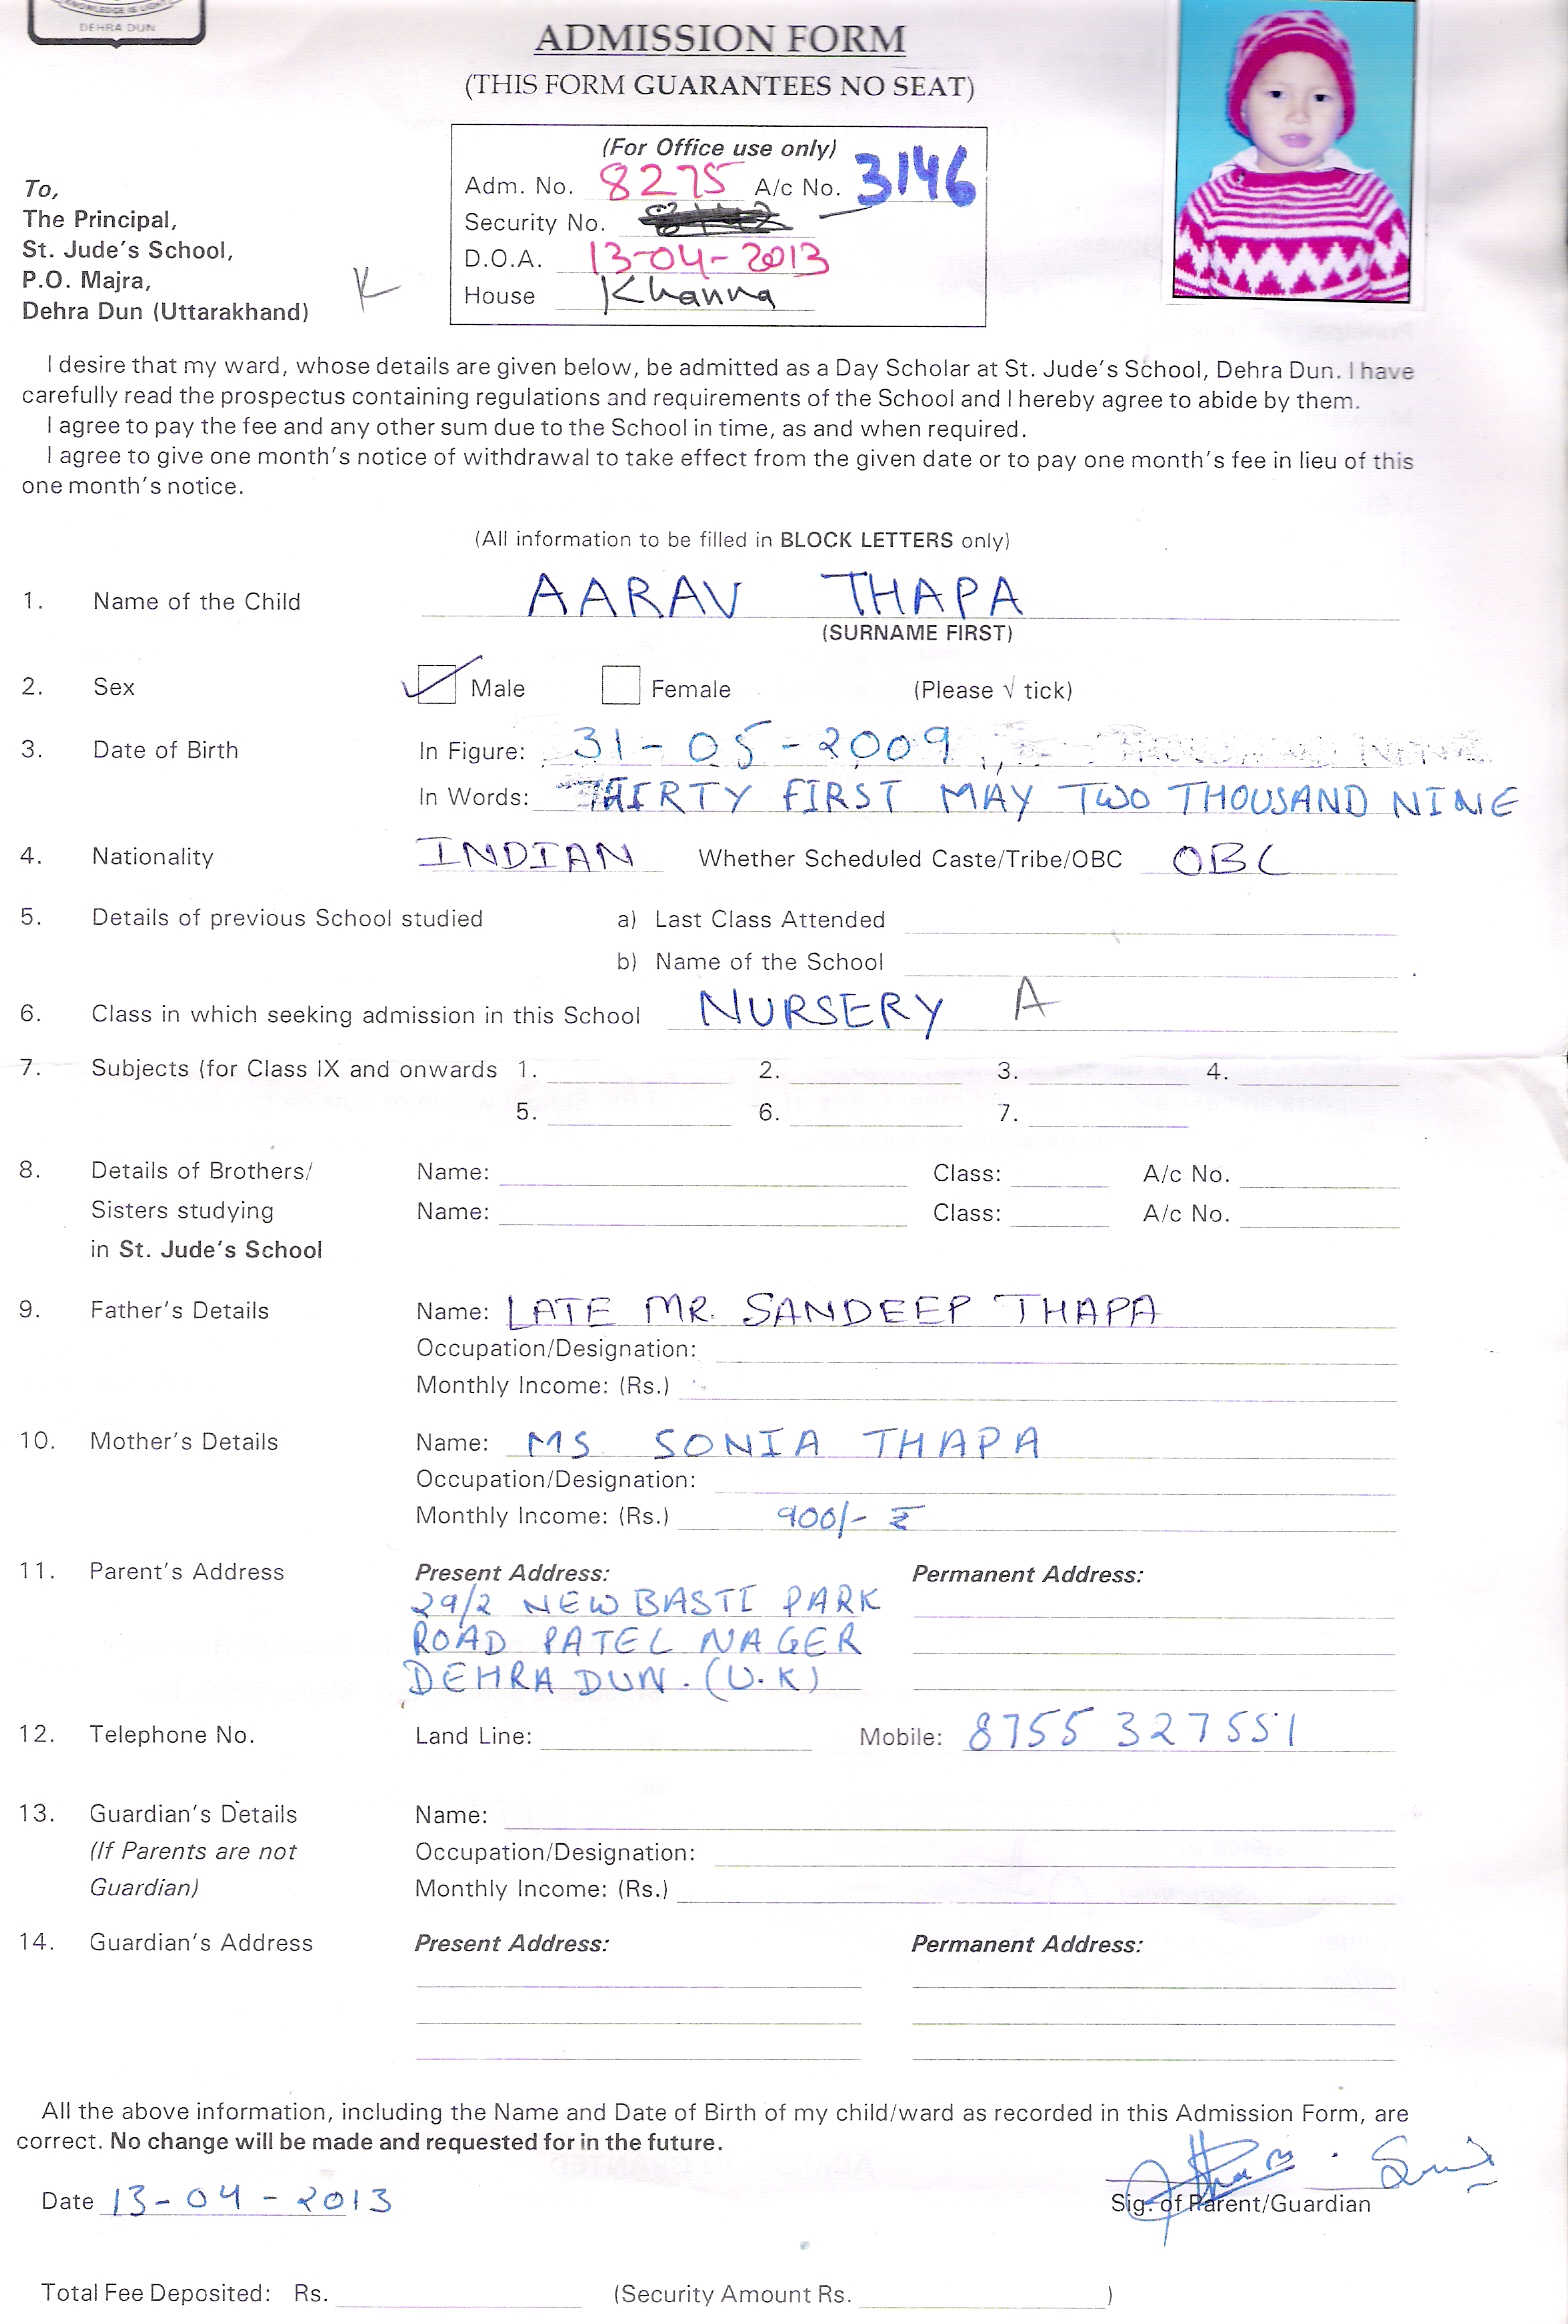 KNOWLEDGE IS LIGHT
DEHRA DUN
ADMISSION FORM
(THIS FORM GUARANTEES NO SEAT)
(For Office use only)
Adm. No. 8275 A/c No. 3146
Security No.
D.O.A. 13-04-2013
House Khanna
To,
The Principal,
St. Jude's School,
P.O. Majra,
Dehra Dun (Uttarakhand)
K
I desire that my ward, whose details are given below, be admitted as a Day Scholar at St. Jude's School, Dehra Dun. I have
carefully read the prospectus containing regulations and requirements of the School and I hereby agree to abide by them.
I agree to pay the fee and any other sum due to the School in time, as and when required.
I agree to give one month's notice of withdrawal to take effect from the given date or to pay one month's fee in lieu of this
one month's notice.
(All information to be filled in BLOCK LETTERS only)
1. Name of the Child AARAV THAPA
(SURNAME FIRST)
2. Sex Male Female (Please √ tick)
3. Date of Birth In Figure: 31-05-2009
In Words: THIRTY FIRST MAY TWO THOUSAND NINE
4. Nationality INDIAN Whether Scheduled Caste/Tribe/OBC OBC
5. Details of previous School studied a) Last Class Attended
b) Name of the School
6. Class in which seeking admission in this School NURSERY A
7. Subjects (for Class IX and onwards 1. 2. 3. 4.
5. 6. 7.
8. Details of Brothers/ Name: Class: A/c No.
Sisters studying Name: Class: A/c No.
in St. Jude's School
9. Father's Details Name: LATE MR. SANDEEP THAPA
Occupation/Designation:
Monthly Income: (Rs.)
10. Mother's Details Name: MS SONIA THAPA
Occupation/Designation:
Monthly Income: (Rs.) 900/- ₹
11. Parent's Address Present Address: Permanent Address:
29/2 NEW BASTI PARK
ROAD PATEL NAGER
DEHRA DUN. (U.K)
12. Telephone No. Land Line: Mobile: 8755 327551
13. Guardian's Details Name:
(If Parents are not Occupation/Designation:
Guardian) Monthly Income: (Rs.)
14. Guardian's Address Present Address: Permanent Address:
All the above information, including the Name and Date of Birth of my child/ward as recorded in this Admission Form, are
correct. No change will be made and requested for in the future.
Date 13-04-2013
Sig. of Parent/Guardian
Total Fee Deposited: Rs. (Security Amount Rs. )